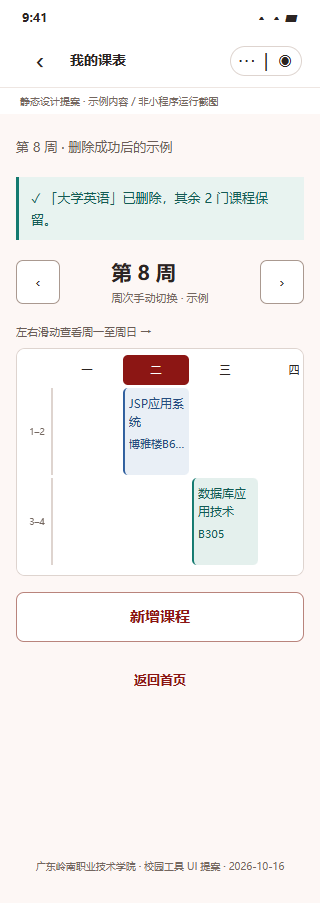 9:41
我的课表
静态设计提案 · 示例内容 / 非小程序运行截图
第 8 周 · 删除成功后的示例
✓ 「大学英语」已删除，其余 2 门课程保
留。
‹
第 8 周
›
周次手动切换 · 示例
左右滑动查看周一至周日 →
一 二 三 四
1–2
JSP应用系
统
博雅楼B6...
3–4
数据库应
用技术
B305
新增课程
返回首页
广东岭南职业技术学院 · 校园工具 UI 提案 · 2026-10-16